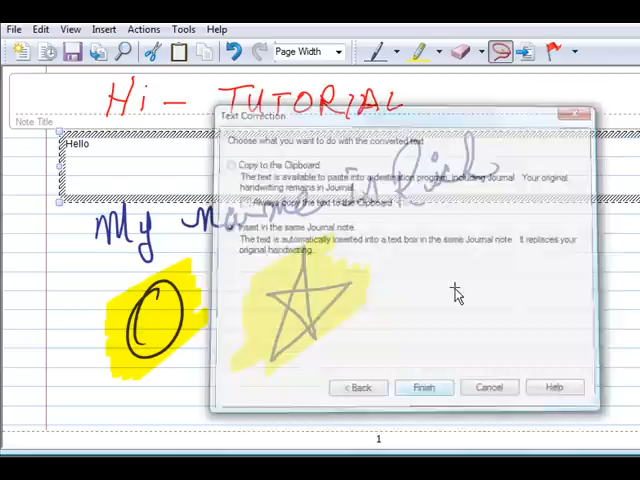 File Edit View Insert Actions Tools Help
Page Width
Hi - TUTORIAL
Note Title
Text Correction
Choose what you want to do with the converted text
Hello
Copy to the Clipboard
The text is available to paste into a destination program, including Journal Your original
handwriting remains in Journal.
Always copy the text to the Clipboard
My name is Rich
Insert in the same Journal note
The text is automatically inserted into a text box in the same Journal note It replaces your
original handwriting.
< Back Finish Cancel Help
1